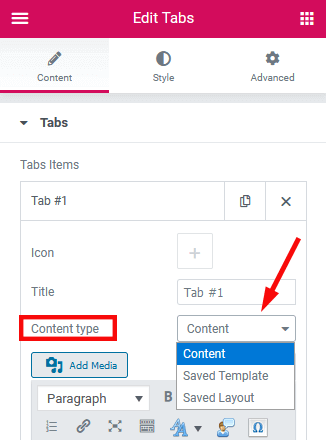 Edit Tabs
Content Style Advanced
Tabs
Tabs Items
Tab #1
Icon
Title Tab #1
Content type Content
Content
Saved Template
Saved Layout
Add Media
Paragraph B